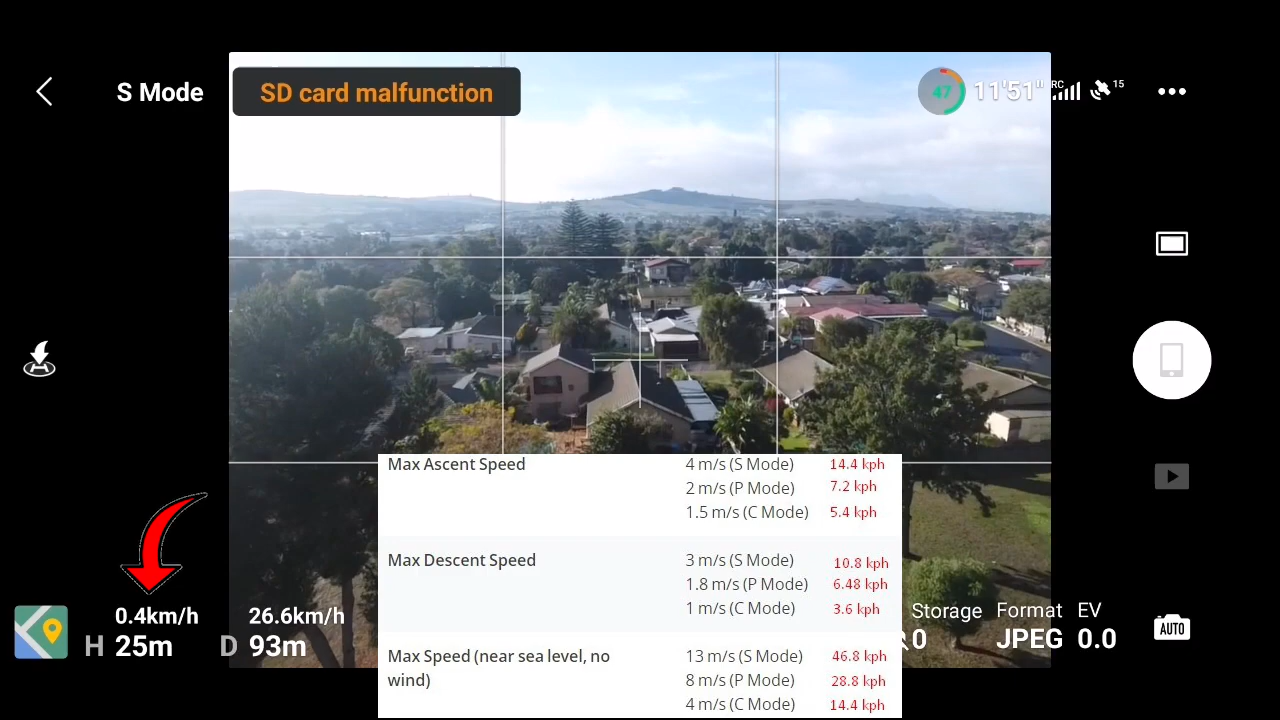 S Mode
SD card malfunction
47
11'51"
RC
15
Max Ascent Speed
4 m/s (S Mode) 14.4 kph
2 m/s (P Mode) 7.2 kph
1.5 m/s (C Mode) 5.4 kph
Max Descent Speed
3 m/s (S Mode) 10.8 kph
1.8 m/s (P Mode) 6.48 kph
1 m/s (C Mode) 3.6 kph
Max Speed (near sea level, no
wind)
13 m/s (S Mode) 46.8 kph
8 m/s (P Mode) 28.8 kph
4 m/s (C Mode) 14.4 kph
0.4km/h 26.6km/h
H 25m D 93m
Storage Format EV
0 JPEG 0.0
AUTO